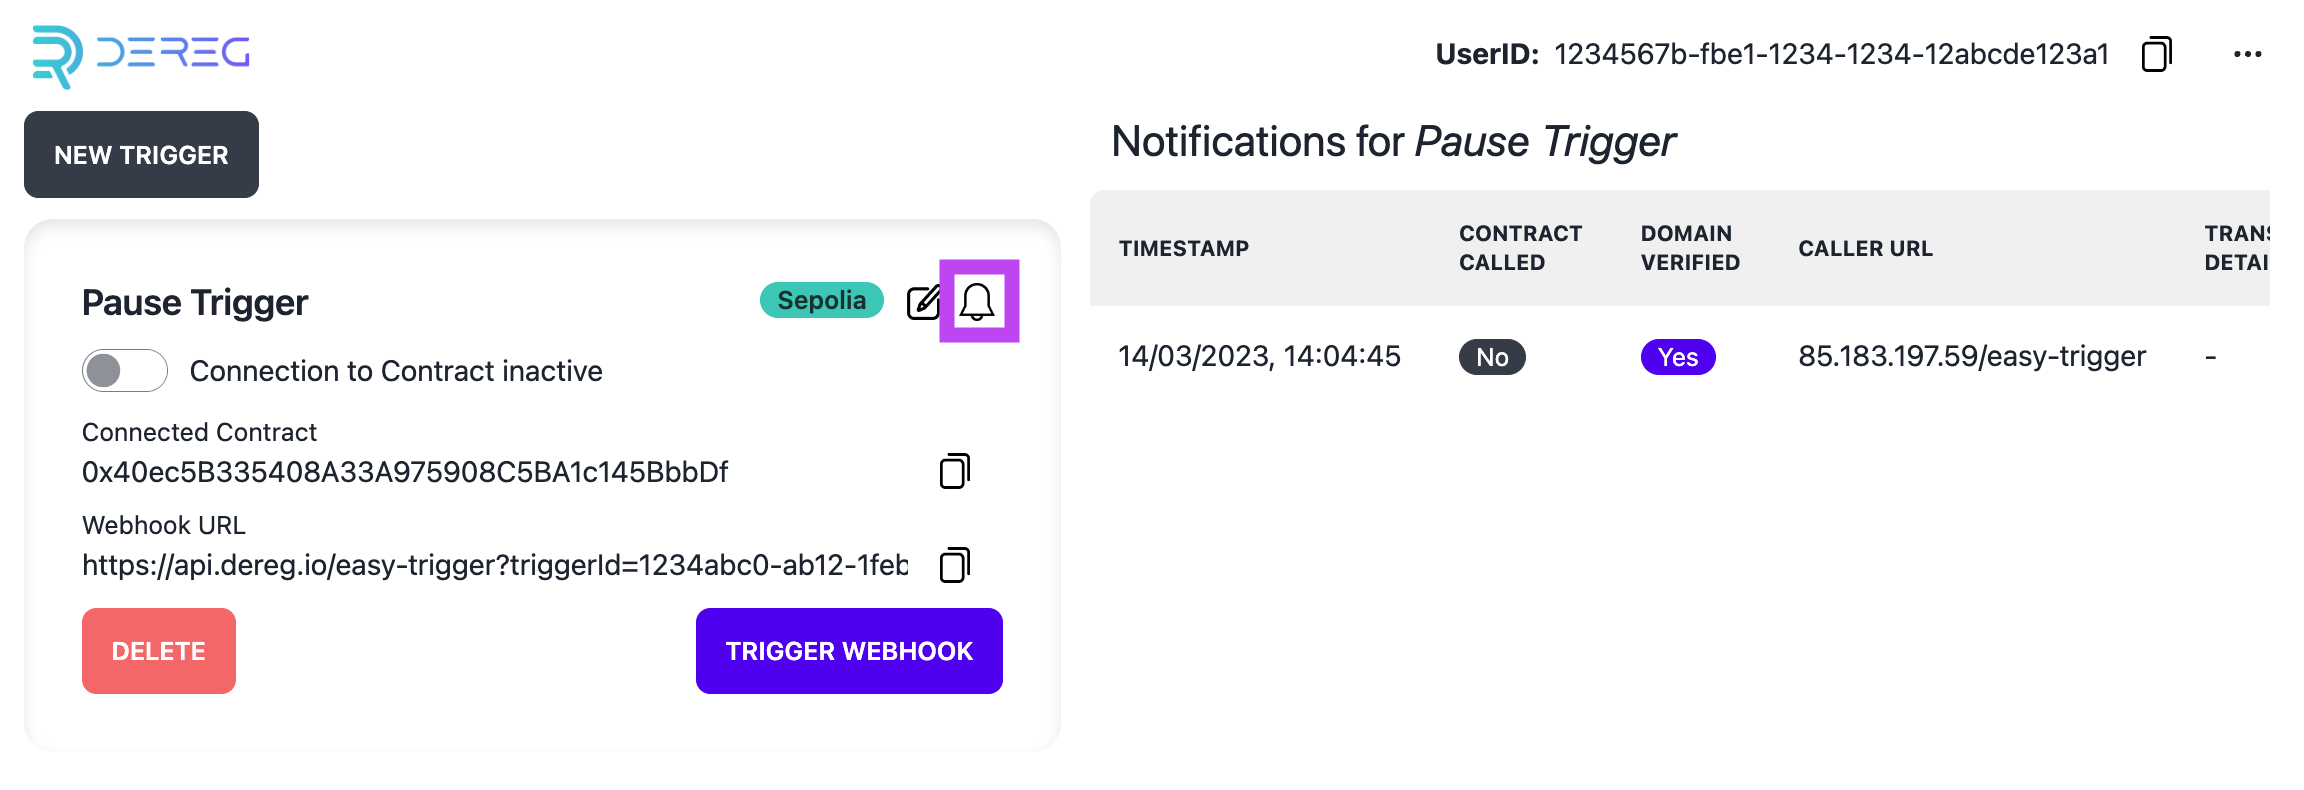 DEREG
UserID: 1234567b-fbe1-1234-1234-12abcde123a1
NEW TRIGGER
Pause Trigger
Sepolia
Connection to Contract inactive
Connected Contract
0x40ec5B335408A33A975908C5BA1c145BbbDf
Webhook URL
https://api.dereg.io/easy-trigger?triggerId=1234abc0-ab12-1feb
DELETE
TRIGGER WEBHOOK
Notifications for Pause Trigger
TIMESTAMP
CONTRACT
CALLED
DOMAIN
VERIFIED
CALLER URL
TRANS
DETAI
14/03/2023, 14:04:45
No
Yes
85.183.197.59/easy-trigger
-